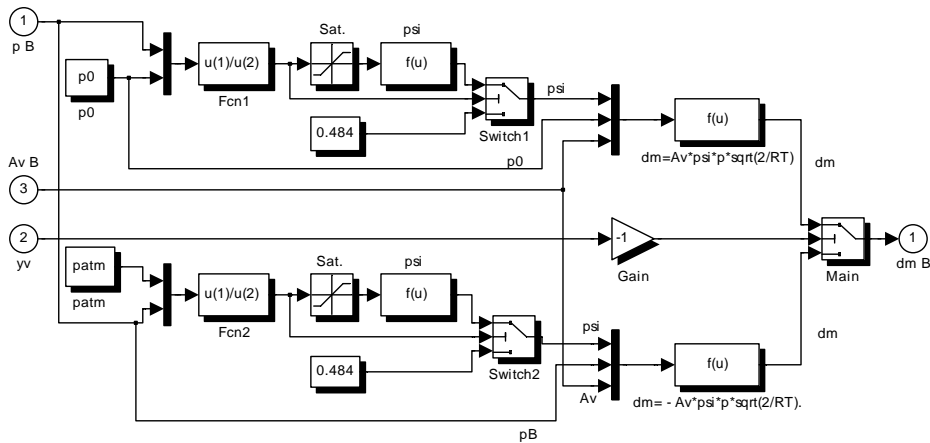 1
p B
p0
p0
u(1)/u(2)
Fcn1
Sat.
psi
f(u)
0.484
Switch1
psi
p0
f(u)
dm=Av*psi*p*sqrt(2/RT)
dm
Av B
3
2
yv
-1
Gain
Main
1
dm B
patm
patm
u(1)/u(2)
Fcn2
Sat.
psi
f(u)
0.484
Switch2
psi
Av
f(u)
dm= - Av*psi*p*sqrt(2/RT).
dm
pB